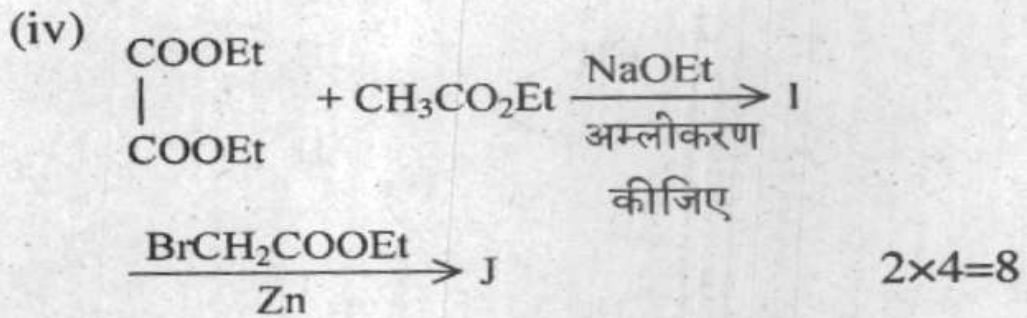 (iv) COOEt
|
COOEt
+ CH₃CO₂Et
NaOEt
अम्लीकरण
कीजिए
I
BrCH₂COOEt
Zn
J
2×4=8